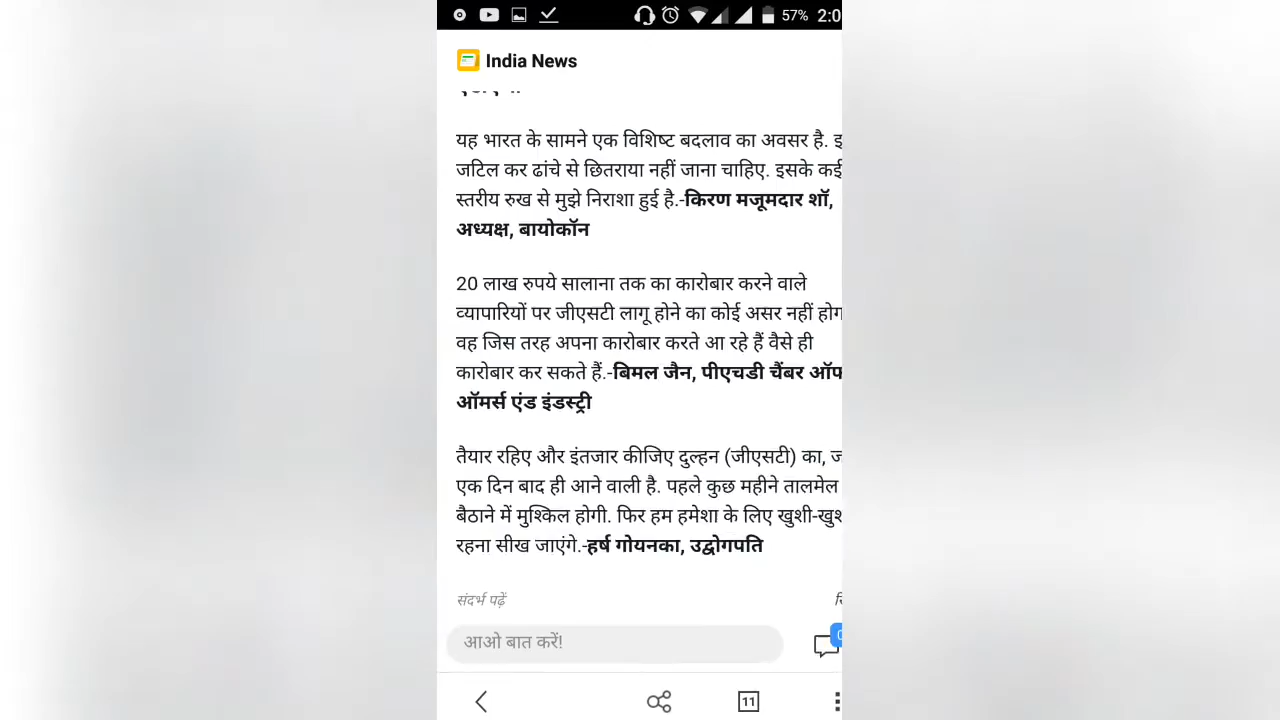 57% 2:0
India News
यह भारत के सामने एक विशिष्ट बदलाव का अवसर है.
जटिल कर ढांचे से छितराया नहीं जाना चाहिए. इसके कई
स्तरीय रुख से मुझे निराशा हुई है.-किरण मजूमदार शॉ,
अध्यक्ष, बायोकॉन
20 लाख रुपये सालाना तक का कारोबार करने वाले
व्यापारियों पर जीएसटी लागू होने का कोई असर नहीं
वह जिस तरह अपना कारोबार करते आ रहे हैं वैसे ही
कारोबार कर सकते हैं.-बिमल जैन, पीएचडी चैंबर
ऑमर्स एंड इंडस्ट्री
तैयार रहिए और इंतजार कीजिए दुल्हन (जीएसटी) का,
एक दिन बाद ही आने वाली है. पहले कुछ महीने तालमेल
बैठाने में मुश्किल होगी. फिर हम हमेशा के लिए
रहना सीख जाएंगे.-हर्ष गोयनका, उद्वोगपति
संदर्भ पढ़ें
आओ बात करें!
11